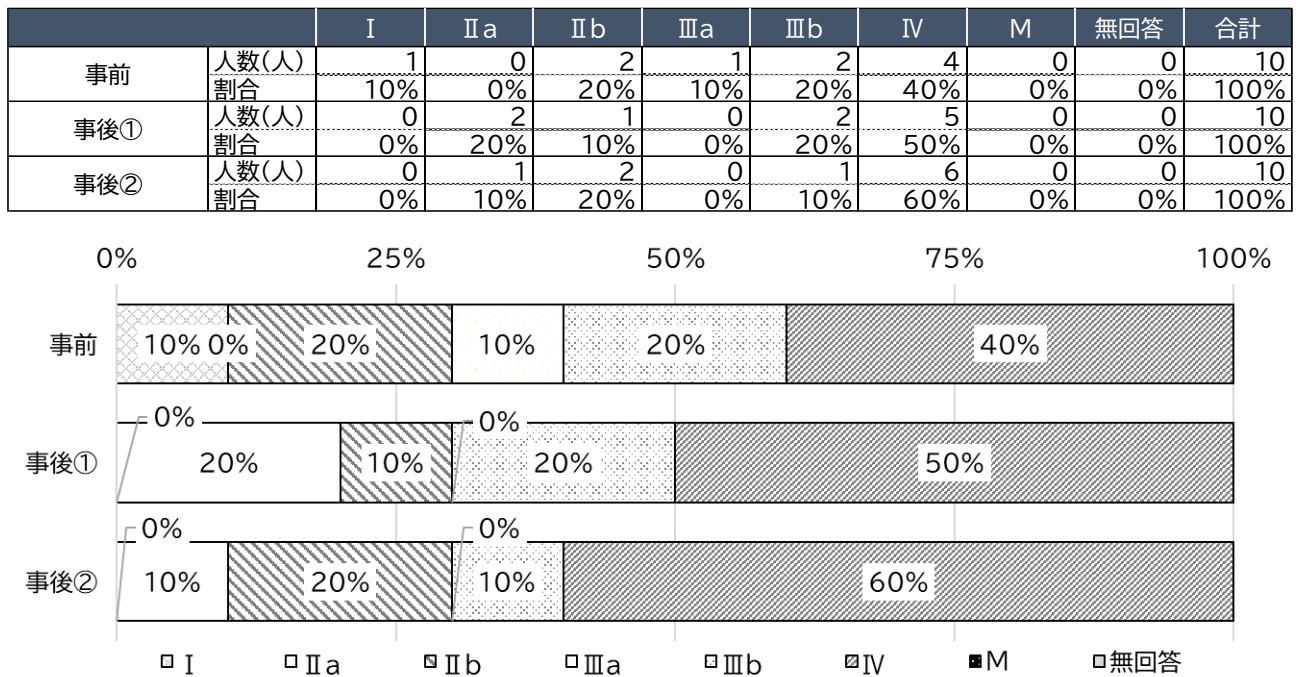 Ⅰ Ⅱa Ⅱb Ⅲa Ⅲb Ⅳ M 無回答 合計
事前 人数(人) 1 0 2 1 2 4 0 0 10
割合 10% 0% 20% 10% 20% 40% 0% 0% 100%
事後① 人数(人) 0 2 1 0 2 5 0 0 10
割合 0% 20% 10% 0% 20% 50% 0% 0% 100%
事後② 人数(人) 0 1 2 0 1 6 0 0 10
割合 0% 10% 20% 0% 10% 60% 0% 0% 100%
0% 25% 50% 75% 100%
事前 10% 0% 20% 10% 20% 40%
0% 0%
事後① 20% 10% 20% 50%
0% 0%
事後② 10% 20% 10% 60%
Ⅰ Ⅱa Ⅱb Ⅲa Ⅲb Ⅳ M 無回答